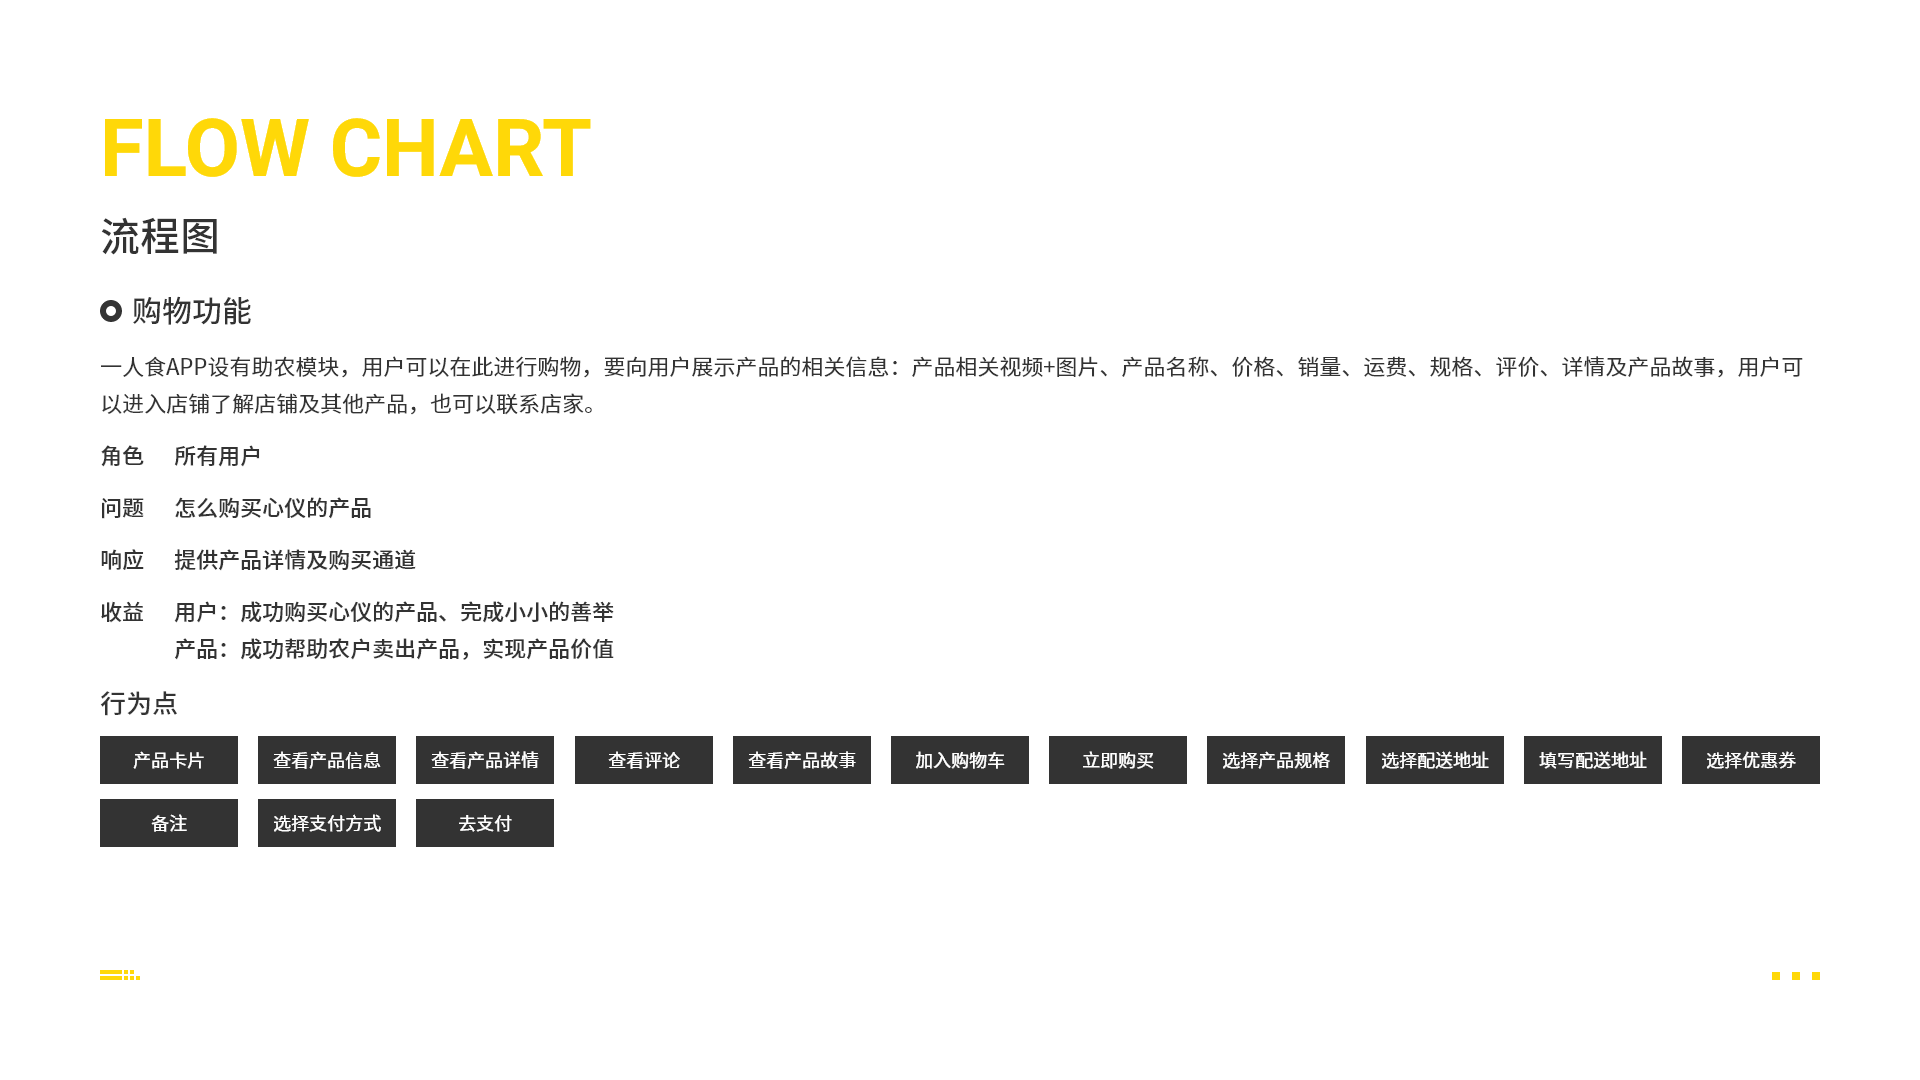 FLOW CHART
流程图
购物功能
一人食APP设有助农模块，用户可以在此进行购物，要向用户展示产品的相关信息：产品相关视频+图片、产品名称、价格、销量、运费、规格、评价、详情及产品故事，用户可
以进入店铺了解店铺及其他产品，也可以联系店家。
角色 所有用户
问题 怎么购买心仪的产品
响应 提供产品详情及购买通道
收益 用户：成功购买心仪的产品、完成小小的善举
产品：成功帮助农户卖出产品，实现产品价值
行为点
产品卡片 查看产品信息 查看产品详情 查看评论 查看产品故事 加入购物车 立即购买 选择产品规格 选择配送地址 填写配送地址 选择优惠券
备注 选择支付方式 去支付